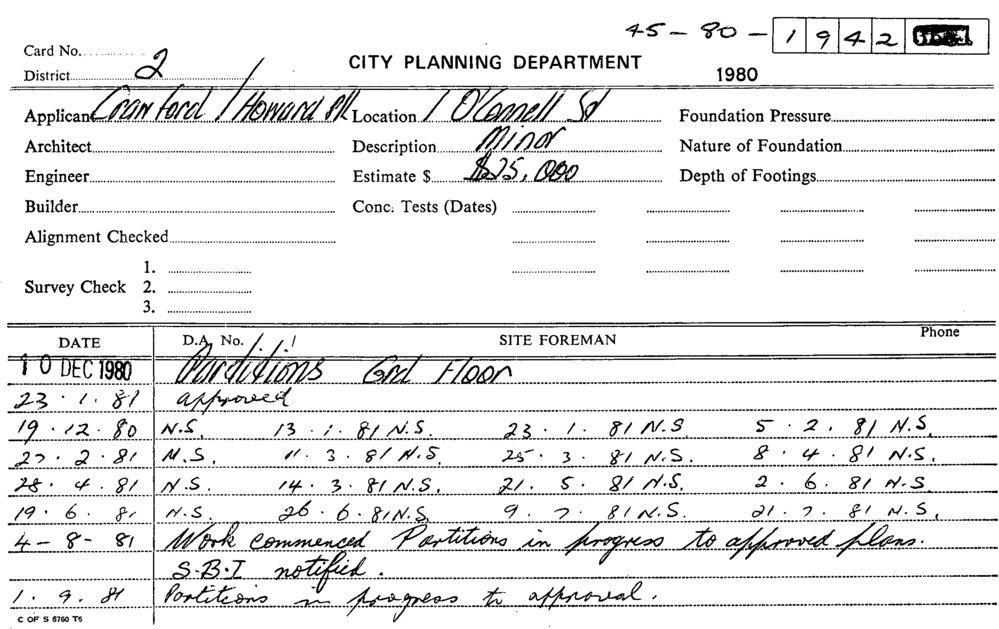 45 - 80 - 1942
Card No.
District 2
CITY PLANNING DEPARTMENT
1980
Applicant Crawford / Howard P/L Location 1 O'Connell St Foundation Pressure
Architect Description Minor Nature of Foundation
Engineer Estimate $ $25,000 Depth of Footings
Builder Conc. Tests (Dates)
Alignment Checked
1.
Survey Check 2.
3.
DATE D.A. No. SITE FOREMAN Phone
10 DEC 1980 Partitions Grd Floor
23 . 1 . 81 approved
19 . 12 . 80 N.S. 13 . 1 . 81 N.S. 23 . 1 . 81 N.S 5 . 2 . 81 N.S.
27 . 2 . 81 N.S. 11 . 3 . 81 N.S 25 . 3 . 81 N.S. 8 . 4 . 81 N.S.
28 . 4 . 81 N.S. 14 . 3 . 81 N.S. 21 . 5 . 81 N.S. 2 . 6 . 81 N.S
19 . 6 . 81 N.S. 26 . 6 . 81 N.S. 9 . 7 . 81 N.S. 21 . 7 . 81 N.S.
4 - 8 - 81 Work commenced Partitions in progress to approved plans.
S.B.I notified.
1 . 9 . 81 Partitions in progress to approval.
C OF S 6760 T6